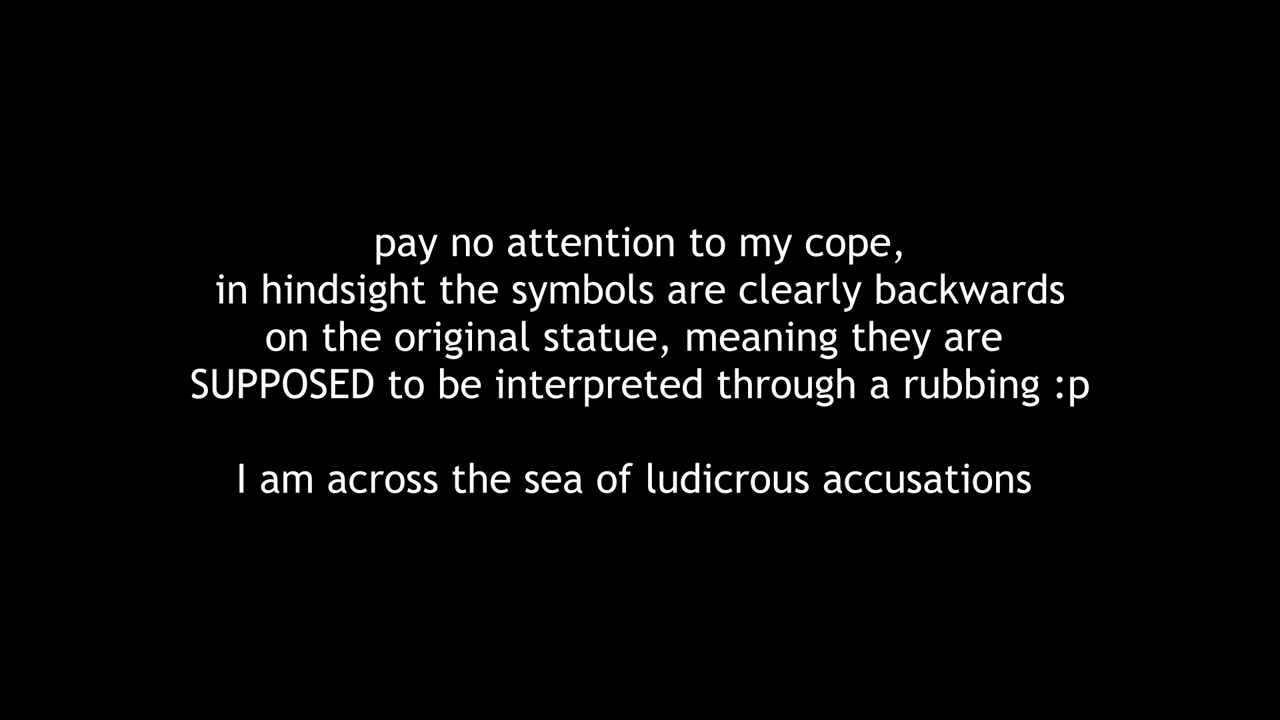 pay no attention to my cope,
in hindsight the symbols are clearly backwards
on the original statue, meaning they are
SUPPOSED to be interpreted through a rubbing :p
I am across the sea of ludicrous accusations